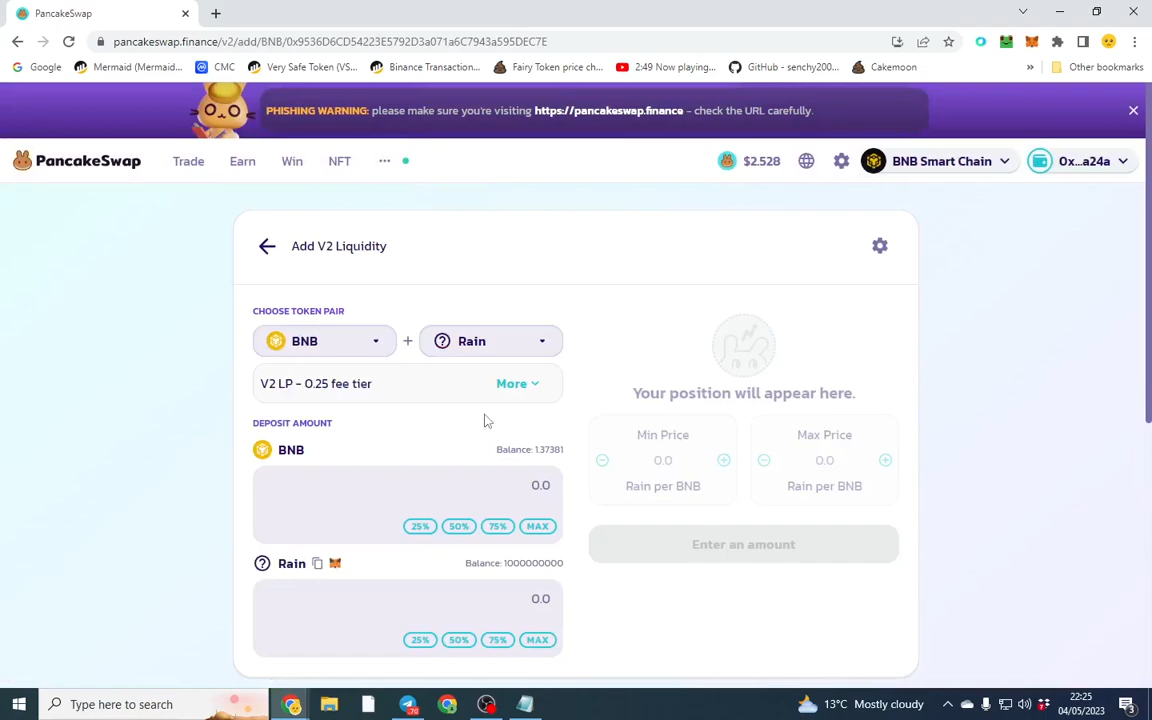 PancakeSwap
pancakeswap.finance/v2/add/BNB/0x9536D6CD54223E5792D3a071a6C7943a595DEC7E
Google
Mermaid (Mermaid...
CMC
Very Safe Token (VS...
Binance Transaction...
Fairy Token price ch...
2:49 Now playing...
GitHub - senchy200...
Cakemoon
»
Other bookmarks
PHISHING WARNING: please make sure you're visiting https://pancakeswap.finance - check the URL carefully.
PancakeSwap
Trade
Earn
Win
NFT
$2.528
BNB Smart Chain
0x...a24a
Add V2 Liquidity
CHOOSE TOKEN PAIR
BNB + Rain
V2 LP - 0.25 fee tier
More
DEPOSIT AMOUNT
BNB
Balance: 1.37381
0.0
25% 50% 75% MAX
Rain
Balance: 1000000000
0.0
25% 50% 75% MAX
Your position will appear here.
Min Price
0.0
Rain per BNB
Max Price
0.0
Rain per BNB
Enter an amount
Type here to search
70
13°C Mostly cloudy
22:25
04/05/2023
3